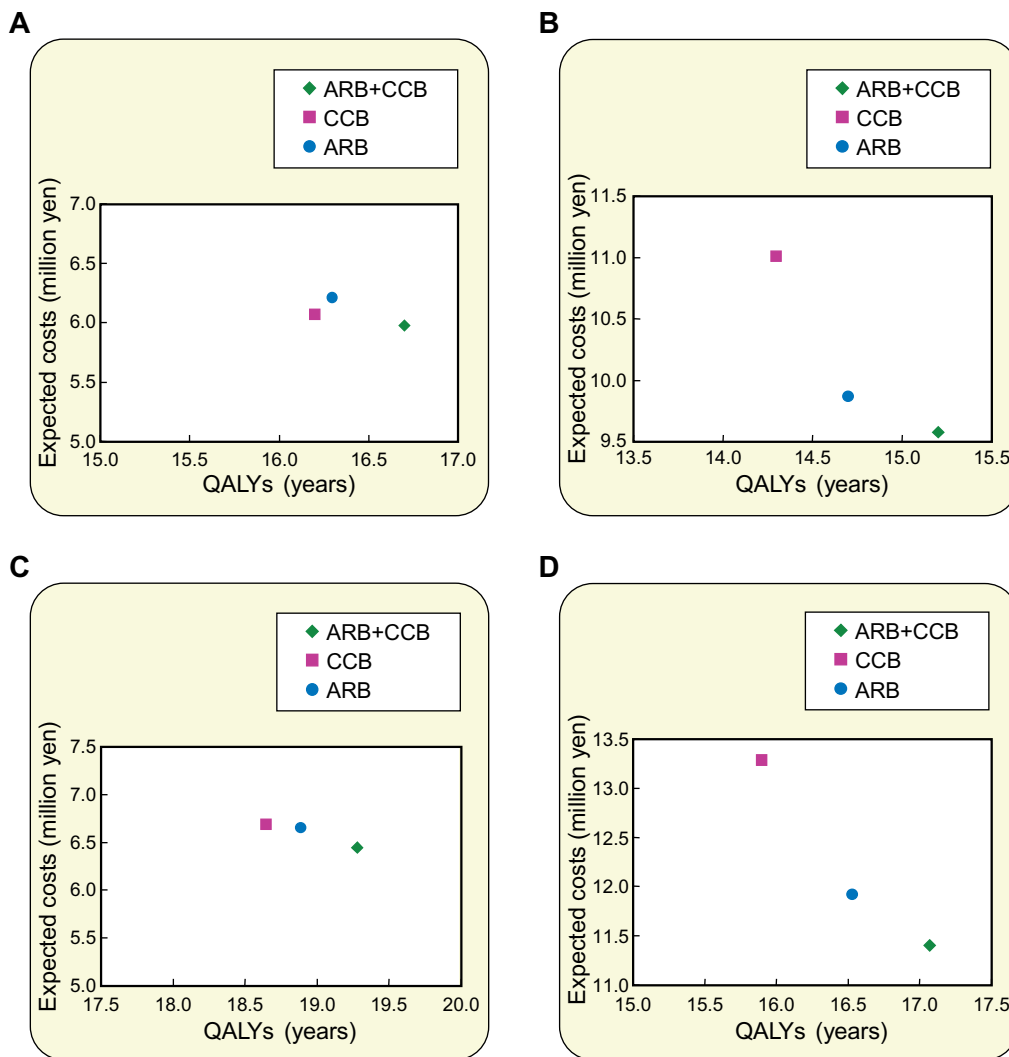 A
ARB+CCB
CCB
ARB
Expected costs (million yen)
7.0
6.5
6.0
5.5
5.0
15.0 15.5 16.0 16.5 17.0
QALYs (years)
B
ARB+CCB
CCB
ARB
Expected costs (million yen)
11.5
11.0
10.5
10.0
9.5
13.5 14.0 14.5 15.0 15.5
QALYs (years)
C
ARB+CCB
CCB
ARB
Expected costs (million yen)
7.5
7.0
6.5
6.0
5.5
5.0
17.5 18.0 18.5 19.0 19.5 20.0
QALYs (years)
D
ARB+CCB
CCB
ARB
Expected costs (million yen)
13.5
13.0
12.5
12.0
11.5
11.0
15.0 15.5 16.0 16.5 17.0 17.5
QALYs (years)